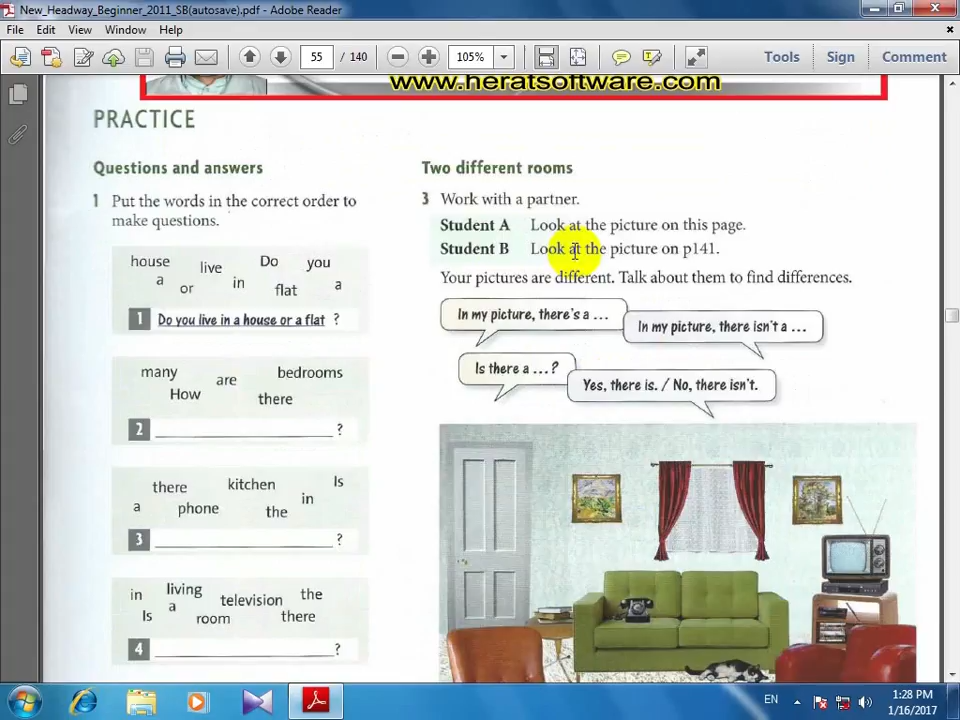 New_Headway_Beginner_2011_SB(autosave).pdf - Adobe Reader
File Edit View Window Help
55 / 140 105% Tools Sign Comment
www.heratsoftware.com
PRACTICE
Questions and answers
1 Put the words in the correct order to
make questions.
house live Do you
a or in flat a
1 Do you live in a house or a flat ?
many are bedrooms
How there
2 ?
there kitchen Is
a phone the in
3 ?
in living television the
Is a room there
4 ?
Two different rooms
3 Work with a partner.
Student A Look at the picture on this page.
Student B Look at the picture on p141.
Your pictures are different. Talk about them to find differences.
In my picture, there's a ...
In my picture, there isn't a ...
Is there a ...?
Yes, there is. / No, there isn't.
EN
1:28 PM
1/16/2017